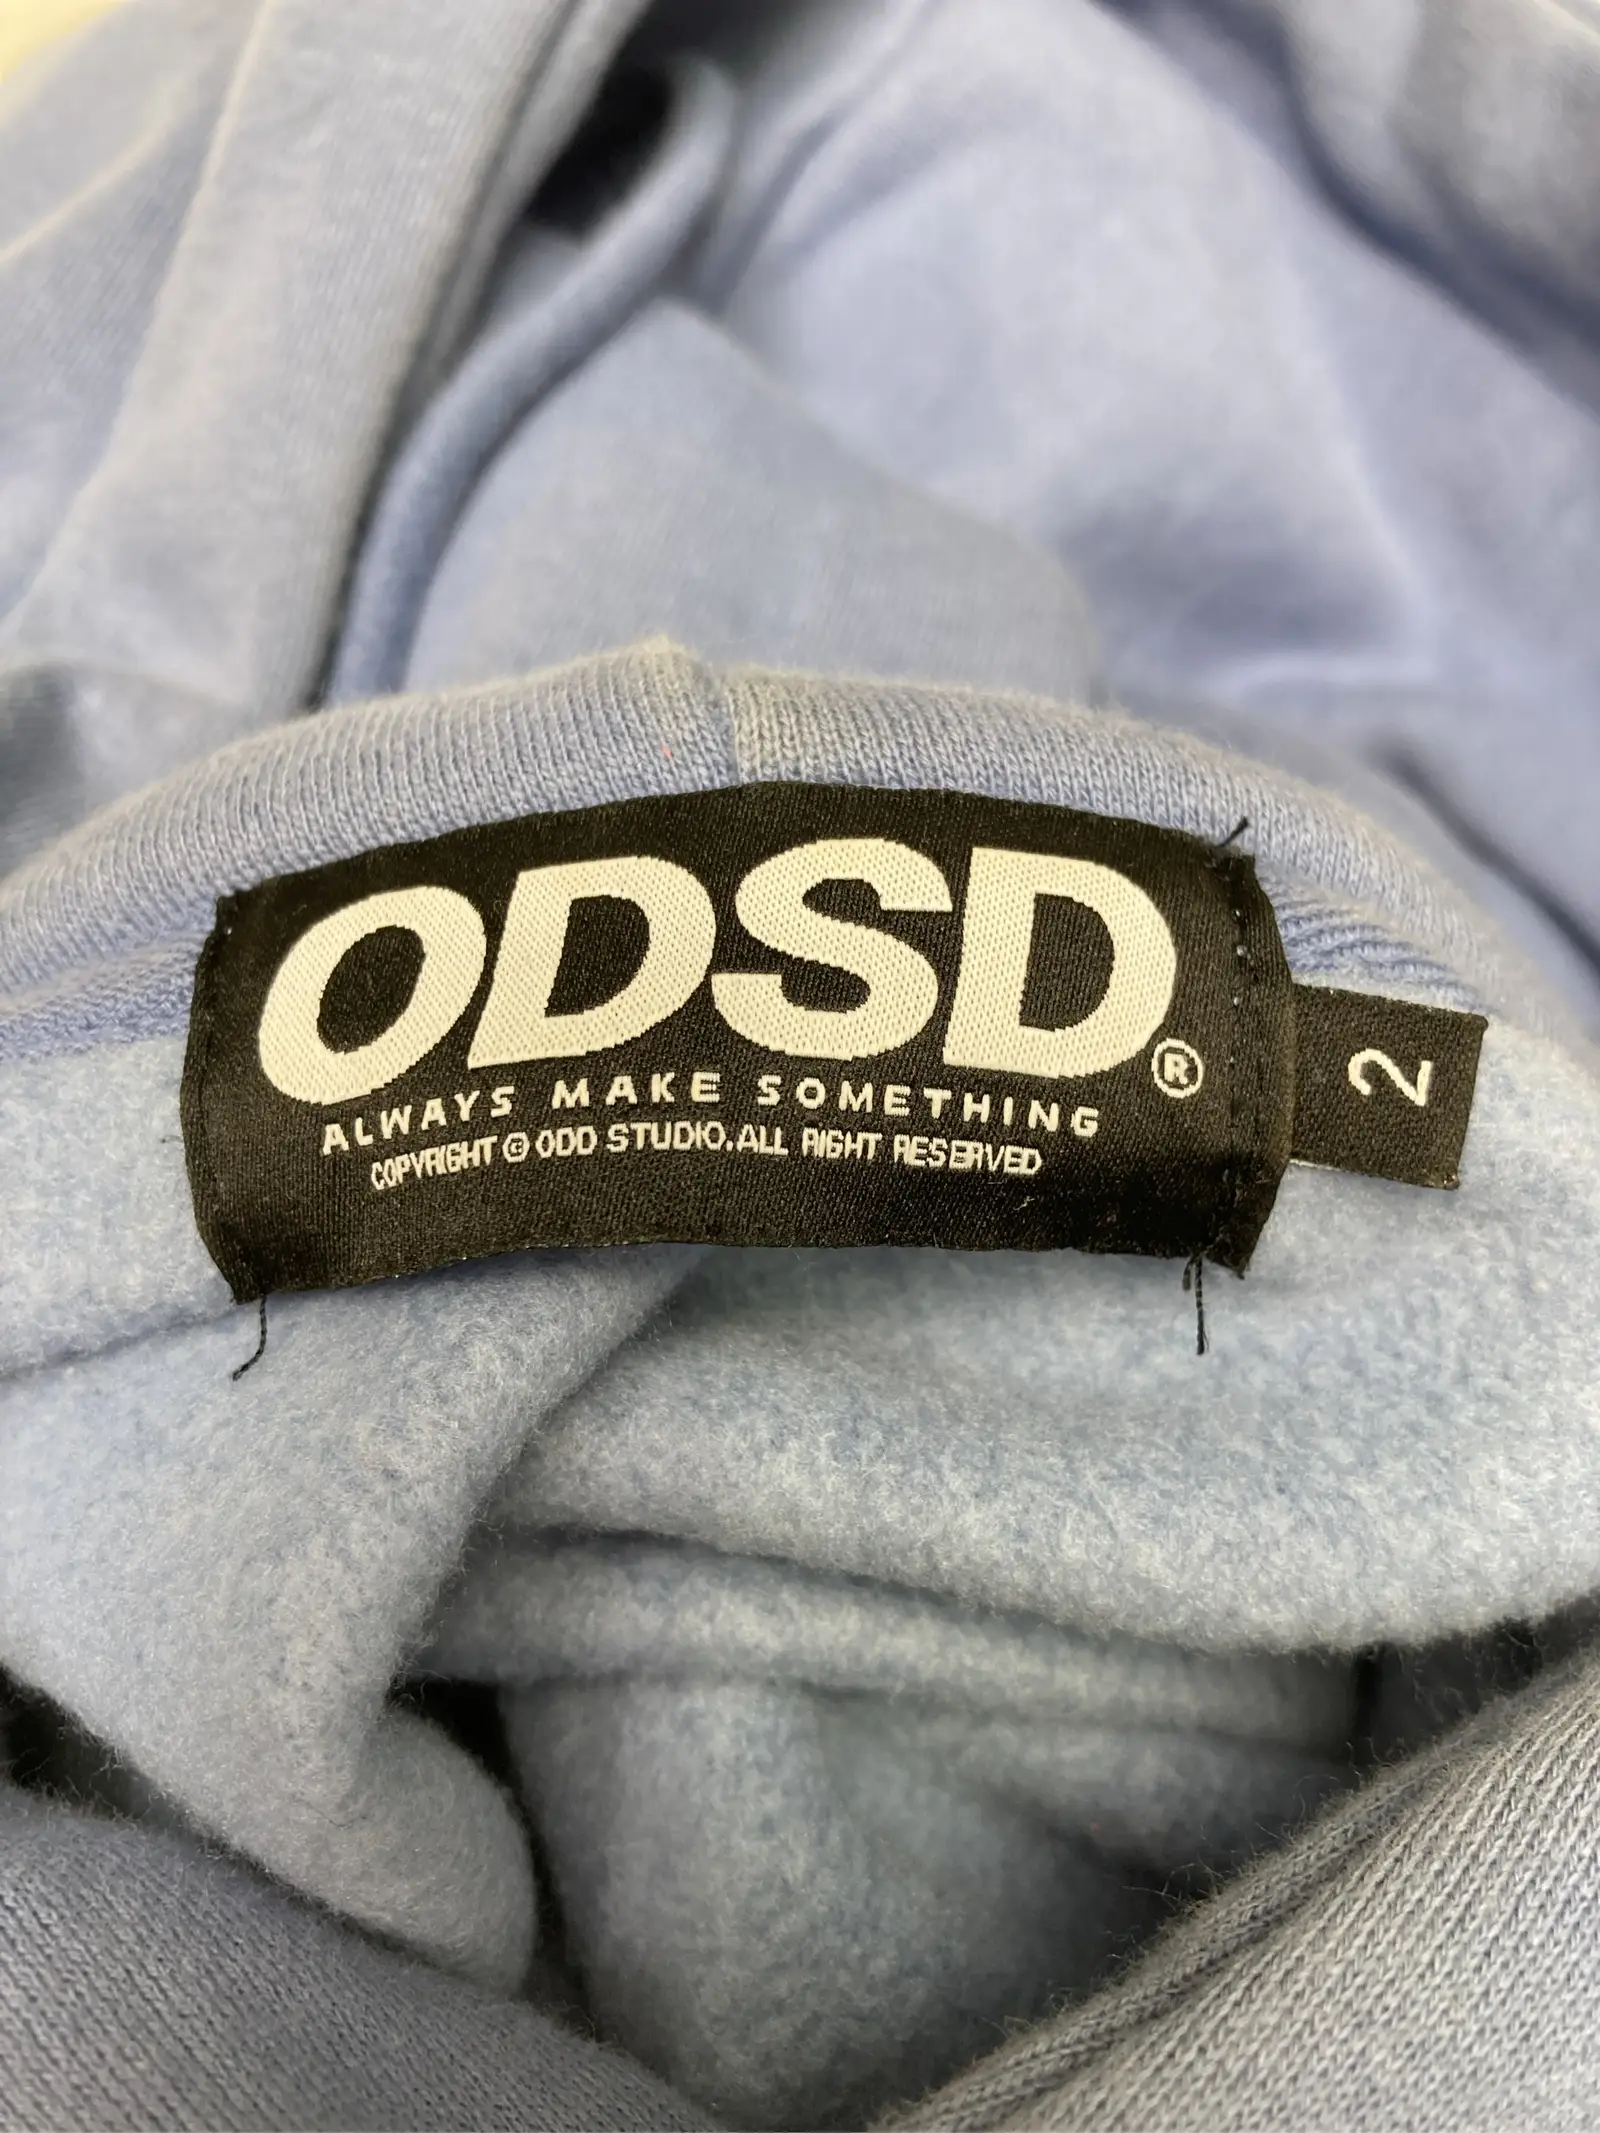 ODSD®
ALWAYS MAKE SOMETHING
COPYRIGHT © ODD STUDIO.ALL RIGHT RESERVED
2